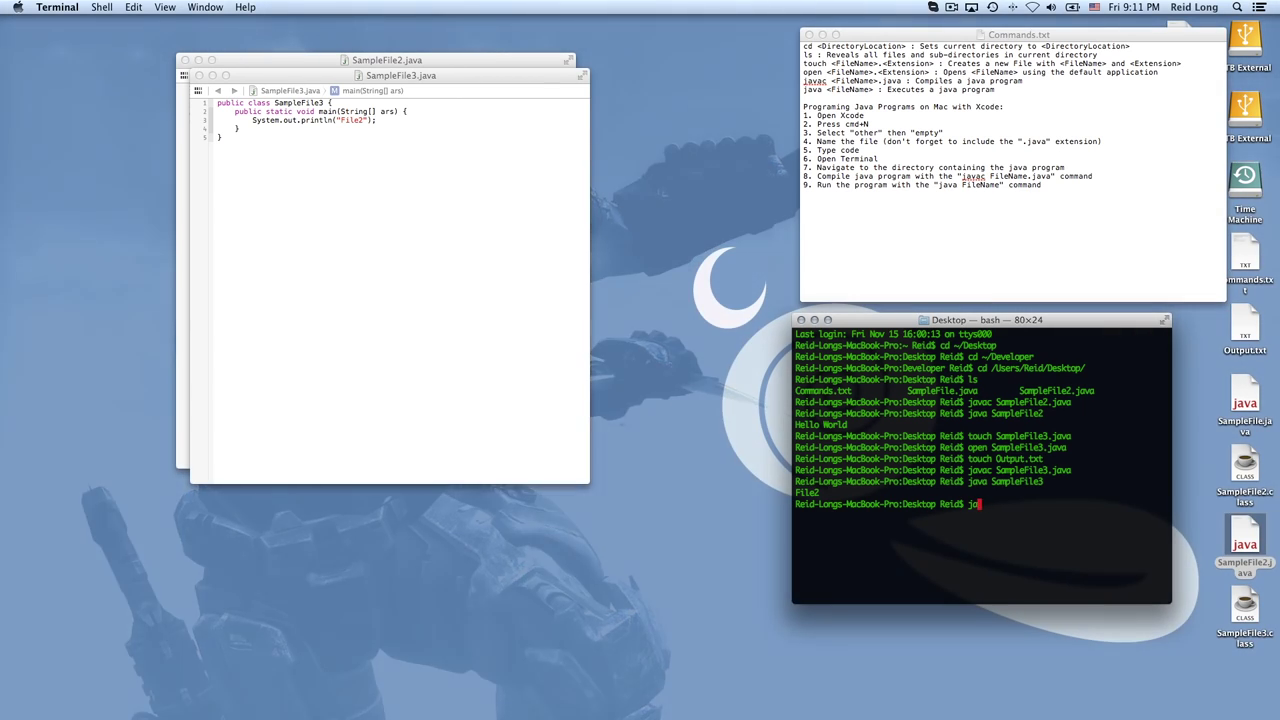 Terminal Shell Edit View Window Help
Fri 9:11 PM Reid Long
SampleFile2.java
SampleFile3.java
SampleFile3.java main(String[] ars)
1 public class SampleFile3 {
2 public static void main(String[] ars) {
3 System.out.println("File2");
4 }
5 }
Commands.txt
cd <DirectoryLocation> : Sets current directory to <DirectoryLocation>
ls : Reveals all files and sub-directories in current directory
touch <FileName>.<Extension> : Creates a new File with <FileName> and <Extension>
open <FileName>.<Extension> : Opens <FileName> using the default application
javac <FileName>.java : Compiles a java program
java <FileName> : Executes a java program
Programing Java Programs on Mac with Xcode:
1. Open Xcode
2. Press cmd+N
3. Select "other" then "empty"
4. Name the file (don't forget to include the ".java" extension)
5. Type code
6. Open Terminal
7. Navigate to the directory containing the java program
8. Compile java program with the "javac FileName.java" command
9. Run the program with the "java FileName" command
Desktop — bash — 80×24
Last login: Fri Nov 15 16:00:13 on ttys000
Reid-Longs-MacBook-Pro:~ Reid$ cd ~/Desktop
Reid-Longs-MacBook-Pro:Desktop Reid$ cd ~/Developer
Reid-Longs-MacBook-Pro:Developer Reid$ cd /Users/Reid/Desktop/
Reid-Longs-MacBook-Pro:Desktop Reid$ ls
Commands.txt SampleFile.java SampleFile2.java
Reid-Longs-MacBook-Pro:Desktop Reid$ javac SampleFile2.java
Reid-Longs-MacBook-Pro:Desktop Reid$ java SampleFile2
Hello World
Reid-Longs-MacBook-Pro:Desktop Reid$ touch SampleFile3.java
Reid-Longs-MacBook-Pro:Desktop Reid$ open SampleFile3.java
Reid-Longs-MacBook-Pro:Desktop Reid$ touch Output.txt
Reid-Longs-MacBook-Pro:Desktop Reid$ javac SampleFile3.java
Reid-Longs-MacBook-Pro:Desktop Reid$ java SampleFile3
File2
Reid-Longs-MacBook-Pro:Desktop Reid$ ja
TB External
TB External
Time
Machine
TXT
ommands.tx
t
TXT
Output.txt
java
SampleFile.ja
va
CLASS
SampleFile2.c
lass
java
SampleFile2.j
ava
CLASS
SampleFile3.c
lass